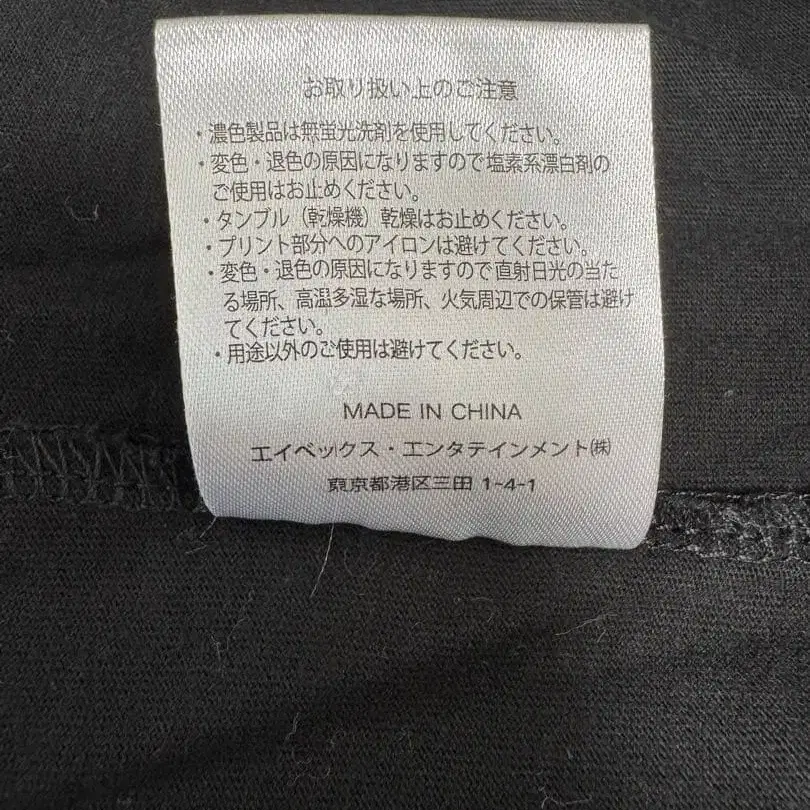 お取り扱い上のご注意
・濃色製品は無蛍光洗剤を使用してください。
・変色・退色の原因になりますので塩素系漂白剤の
ご使用はお止めください。
・タンブル（乾燥機）乾燥はお止めください。
・プリント部分へのアイロンは避けてください。
・変色・退色の原因になりますので直射日光の当た
る場所、高温多湿な場所、火気周辺での保管は避け
てください。
・用途以外のご使用は避けてください。
MADE IN CHINA
エイベックス・エンタテインメント㈱
東京都港区三田 1-4-1